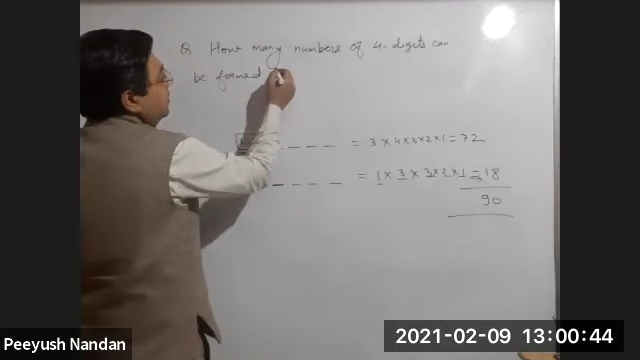 Q. How many numbers of 4-digits can
be formed
_ _ _ = 3 × 4 × 3 × 2 × 1 = 72
_ _ _ _ = 1 × 3 × 3 × 2 × 1 = 18
90
Peeyush Nandan
2021-02-09 13:00:44